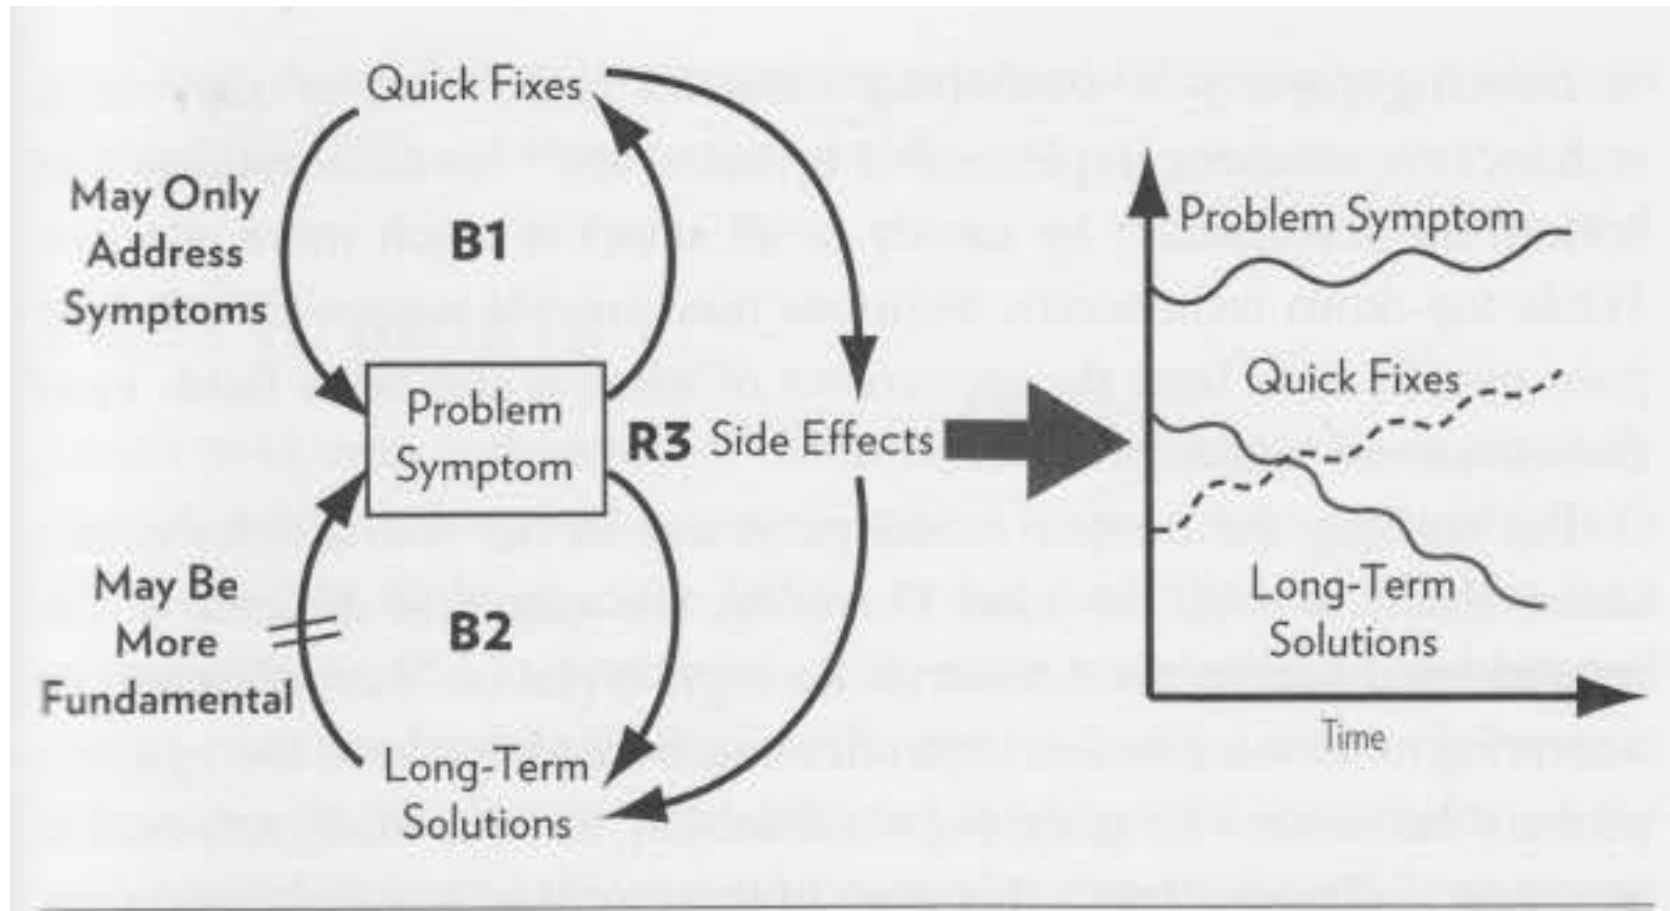 Quick Fixes
May Only
Address
Symptoms
B1
Problem
Symptom
R3 Side Effects
May Be
More
Fundamental
B2
Long-Term
Solutions
Problem Symptom
Quick Fixes
Long-Term
Solutions
Time